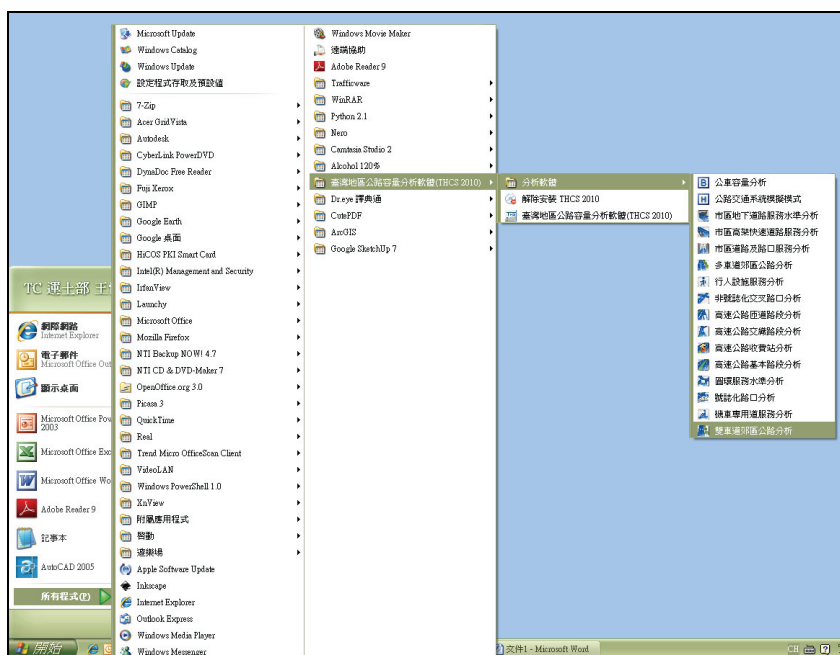 TC 運士部 王
網際網路
Internet Explorer
電子郵件
Microsoft Office Out
顯示桌面
Microsoft Office Pow
2003
Microsoft Office Exc
Microsoft Office Wo
Adobe Reader 9
記事本
AutoCAD 2005
所有程式(P)
Microsoft Update
Windows Catalog
Windows Update
設定程式存取及預設值
7-Zip
Acer GridVista
Autodesk
CyberLink PowerDVD
DynaDoc Free Reader
Fuji Xerox
GIMP
Google Earth
Google 桌面
HiCOS PKI Smart Card
Intel(R) Management and Security
IrfanView
Launchy
Microsoft Office
Mozilla Firefox
NTI Backup NOW! 4.7
NTI CD & DVD-Maker 7
OpenOffice.org 3.0
Picasa 3
QuickTime
Real
Trend Micro OfficeScan Client
VideoLAN
Windows PowerShell 1.0
XnView
附屬應用程式
啟動
遊樂場
Apple Software Update
Inkscape
Internet Explorer
Outlook Express
Windows Media Player
Windows Messenger
Windows Movie Maker
遠端協助
Adobe Reader 9
Trafficware
WinRAR
Python 2.1
Nero
Camtasia Studio 2
Alcohol 120%
臺灣地區公路容量分析軟體(THCS 2010)
Dr.eye 譯典通
CutePDF
ArcGIS
Google SketchUp 7
分析軟體
解除安裝 THCS 2010
臺灣地區公路容量分析軟體(THCS 2010)
公車容量分析
公路交通系統模擬模式
市區地下道路服務水準分析
市區高架快速道路服務分析
市區道路及路口服務分析
多車道郊區公路分析
行人設施服務分析
非號誌化交叉路口分析
高速公路匝道路段分析
高速公路交織路段分析
高速公路收費站分析
高速公路基本路段分析
圓環服務水準分析
號誌化路口分析
機車專用道服務分析
雙車道郊區公路分析
開始
文件1 - Microsoft Word
CH